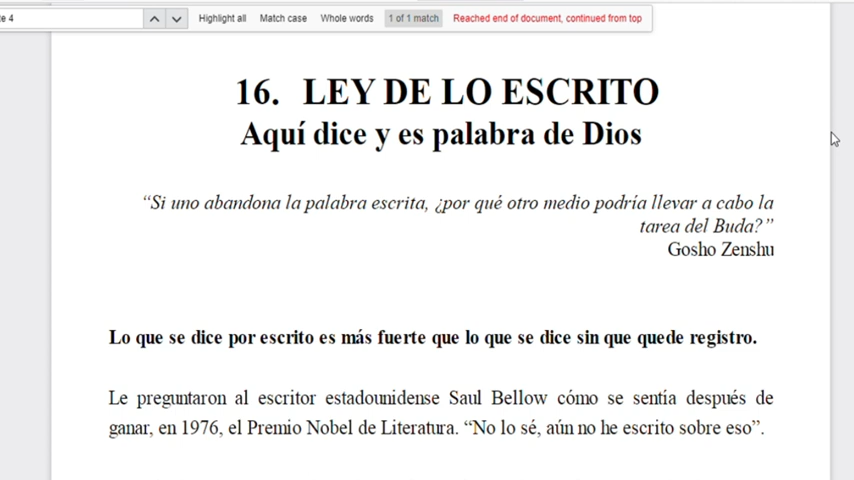 e 4 Highlight all Match case Whole words 1 of 1 match Reached end of document, continued from top
16. LEY DE LO ESCRITO
Aquí dice y es palabra de Dios
“Si uno abandona la palabra escrita, ¿por qué otro medio podría llevar a cabo la
tarea del Buda?”
Gosho Zenshu
Lo que se dice por escrito es más fuerte que lo que se dice sin que quede registro.
Le preguntaron al escritor estadounidense Saul Bellow cómo se sentía después de
ganar, en 1976, el Premio Nobel de Literatura. “No lo sé, aún no he escrito sobre eso”.